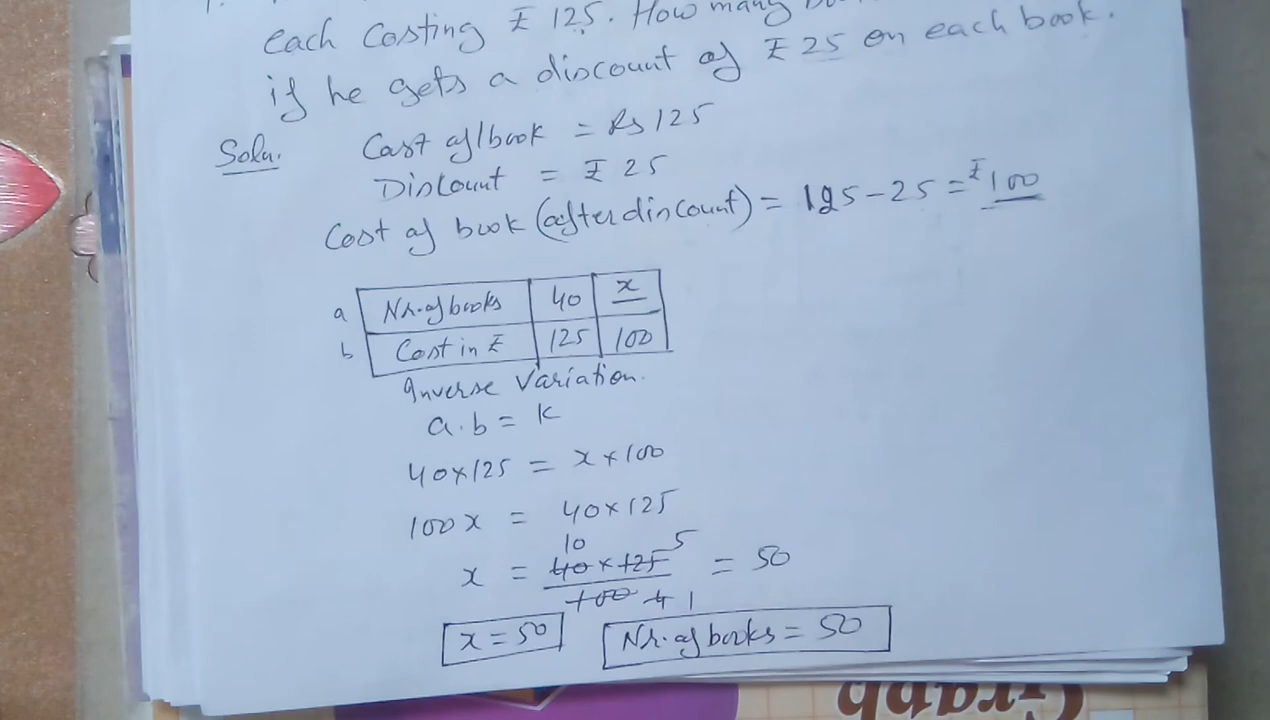 each costing ₹ 125. How many
if he gets a discount of ₹ 25 on each book.
Soln. Cost of 1 book = Rs 125
Discount = ₹ 25
Cost of book (after discount) = 125 - 25 = ₹ 100
a Nr. of books 40 x
b Cost in ₹ 125 100
Inverse Variation.
a.b = k
40 × 125 = x × 100
100 x = 40 × 125
10 5
x = 40 × 125 / 100 4 1 = 50
x = 50 Nr. of books = 50
Graph